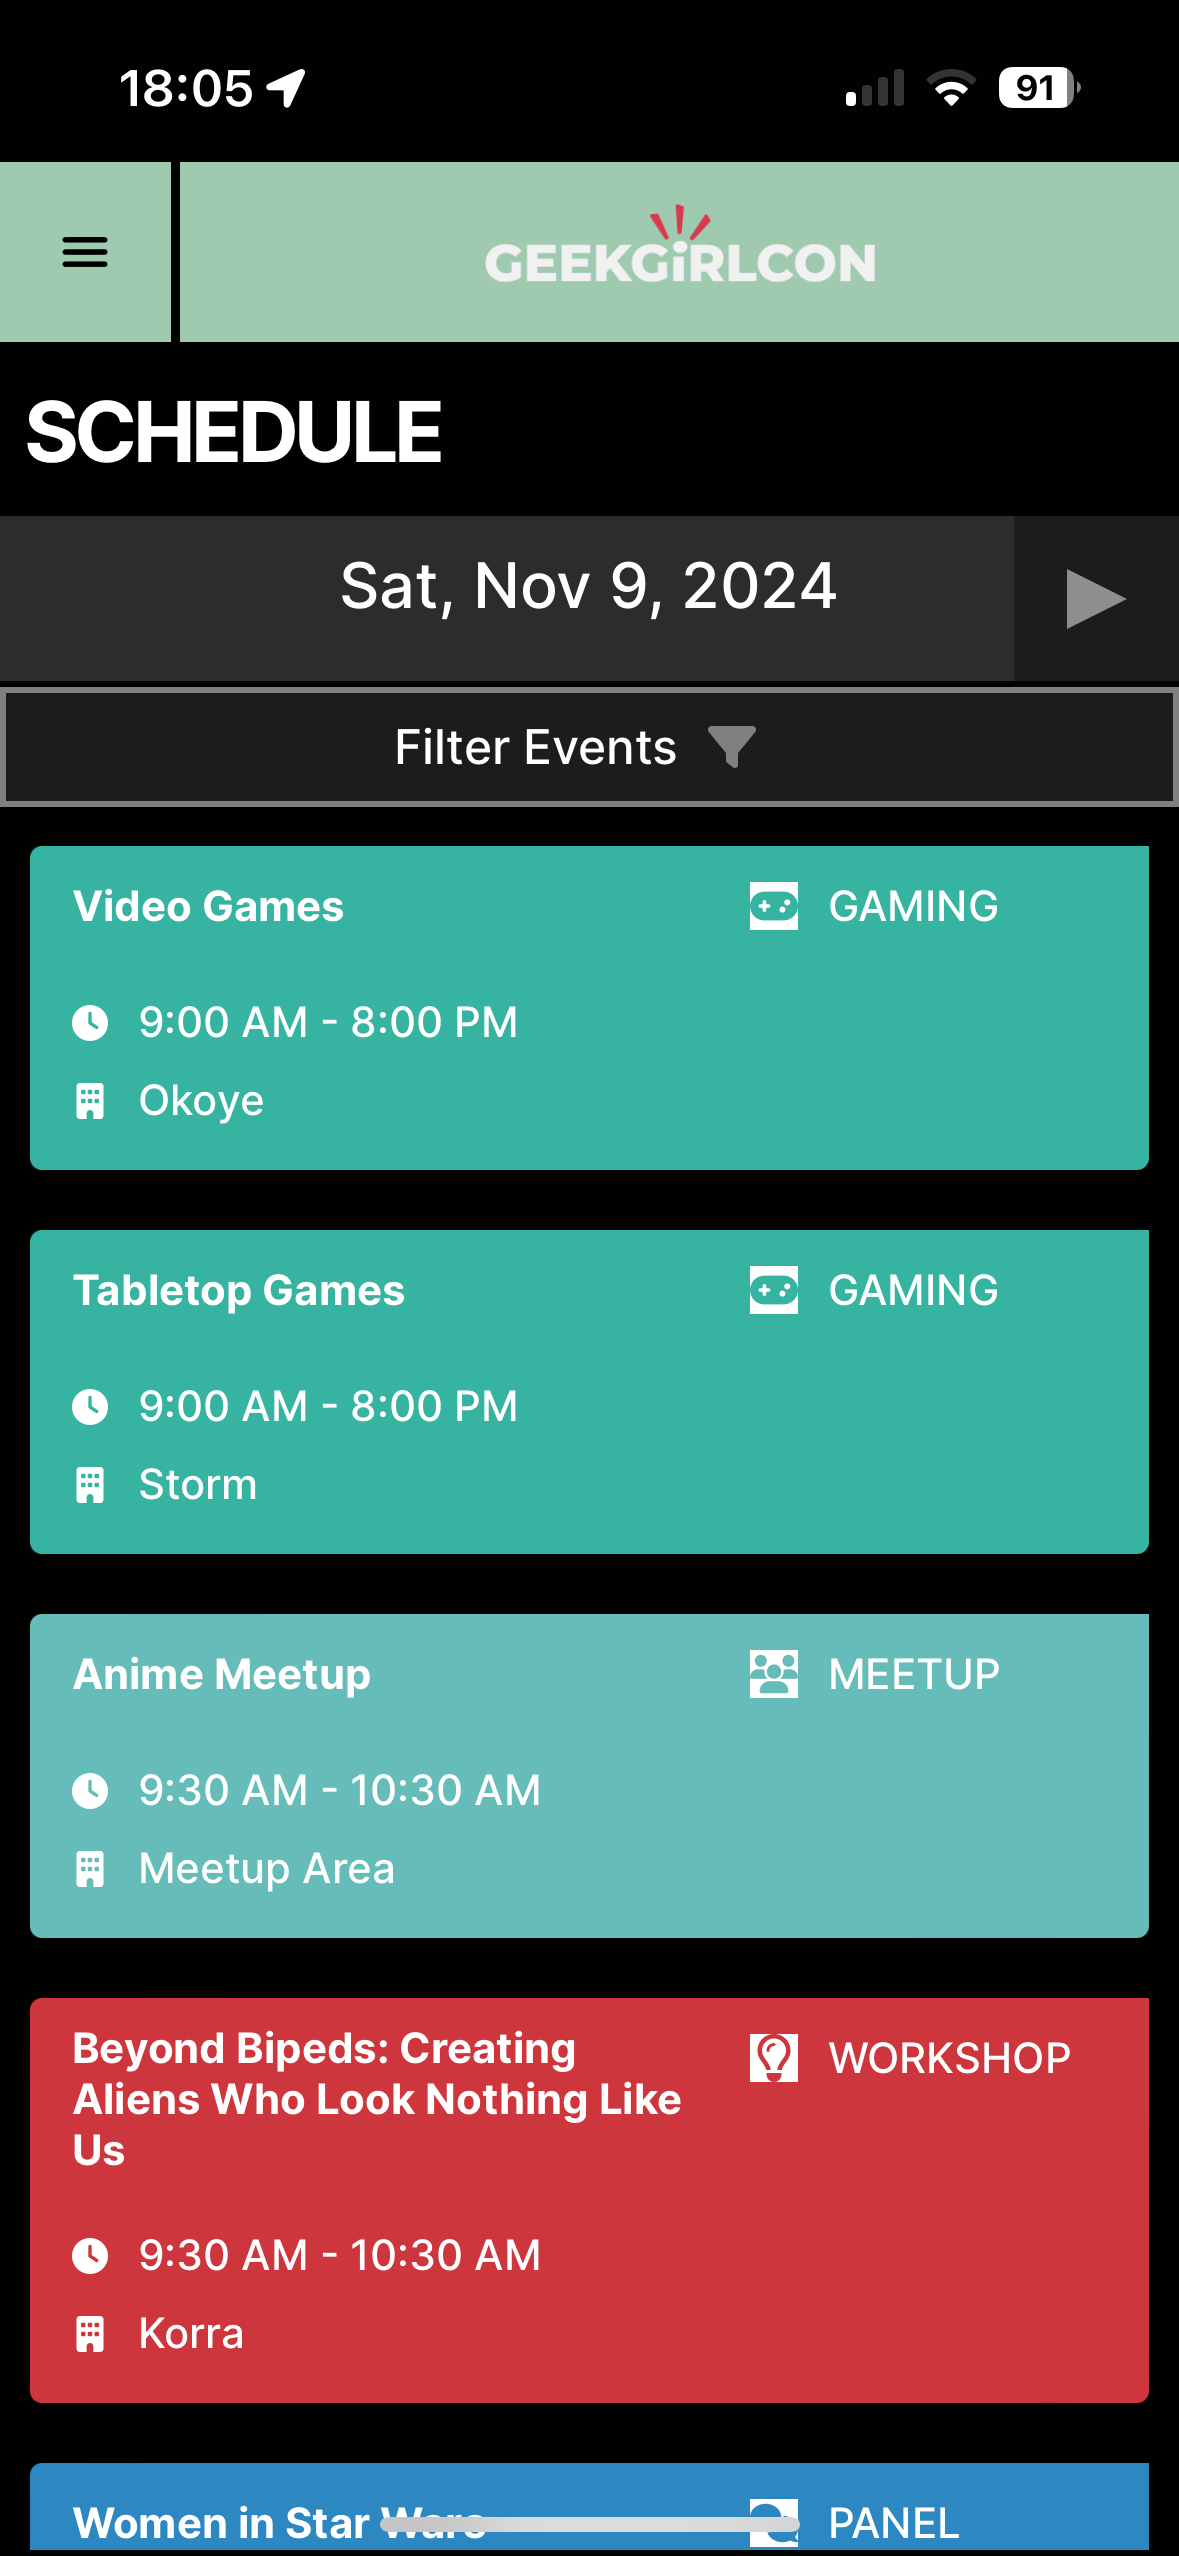 18:05
91
GEEKGiRLCON
SCHEDULE
Sat, Nov 9, 2024
Filter Events
Video Games
GAMING
9:00 AM - 8:00 PM
Okoye
Tabletop Games
GAMING
9:00 AM - 8:00 PM
Storm
Anime Meetup
MEETUP
9:30 AM - 10:30 AM
Meetup Area
Beyond Bipeds: Creating
Aliens Who Look Nothing Like
Us
WORKSHOP
9:30 AM - 10:30 AM
Korra
Women in Star Wars
PANEL